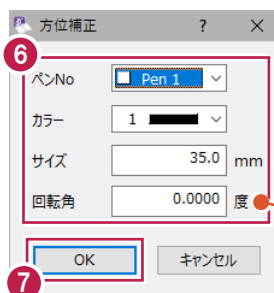 方位補正 ? ×
6
ペンNo Pen 1
カラー 1
サイズ 35.0 mm
回転角 0.0000 度
OK キャンセル
7